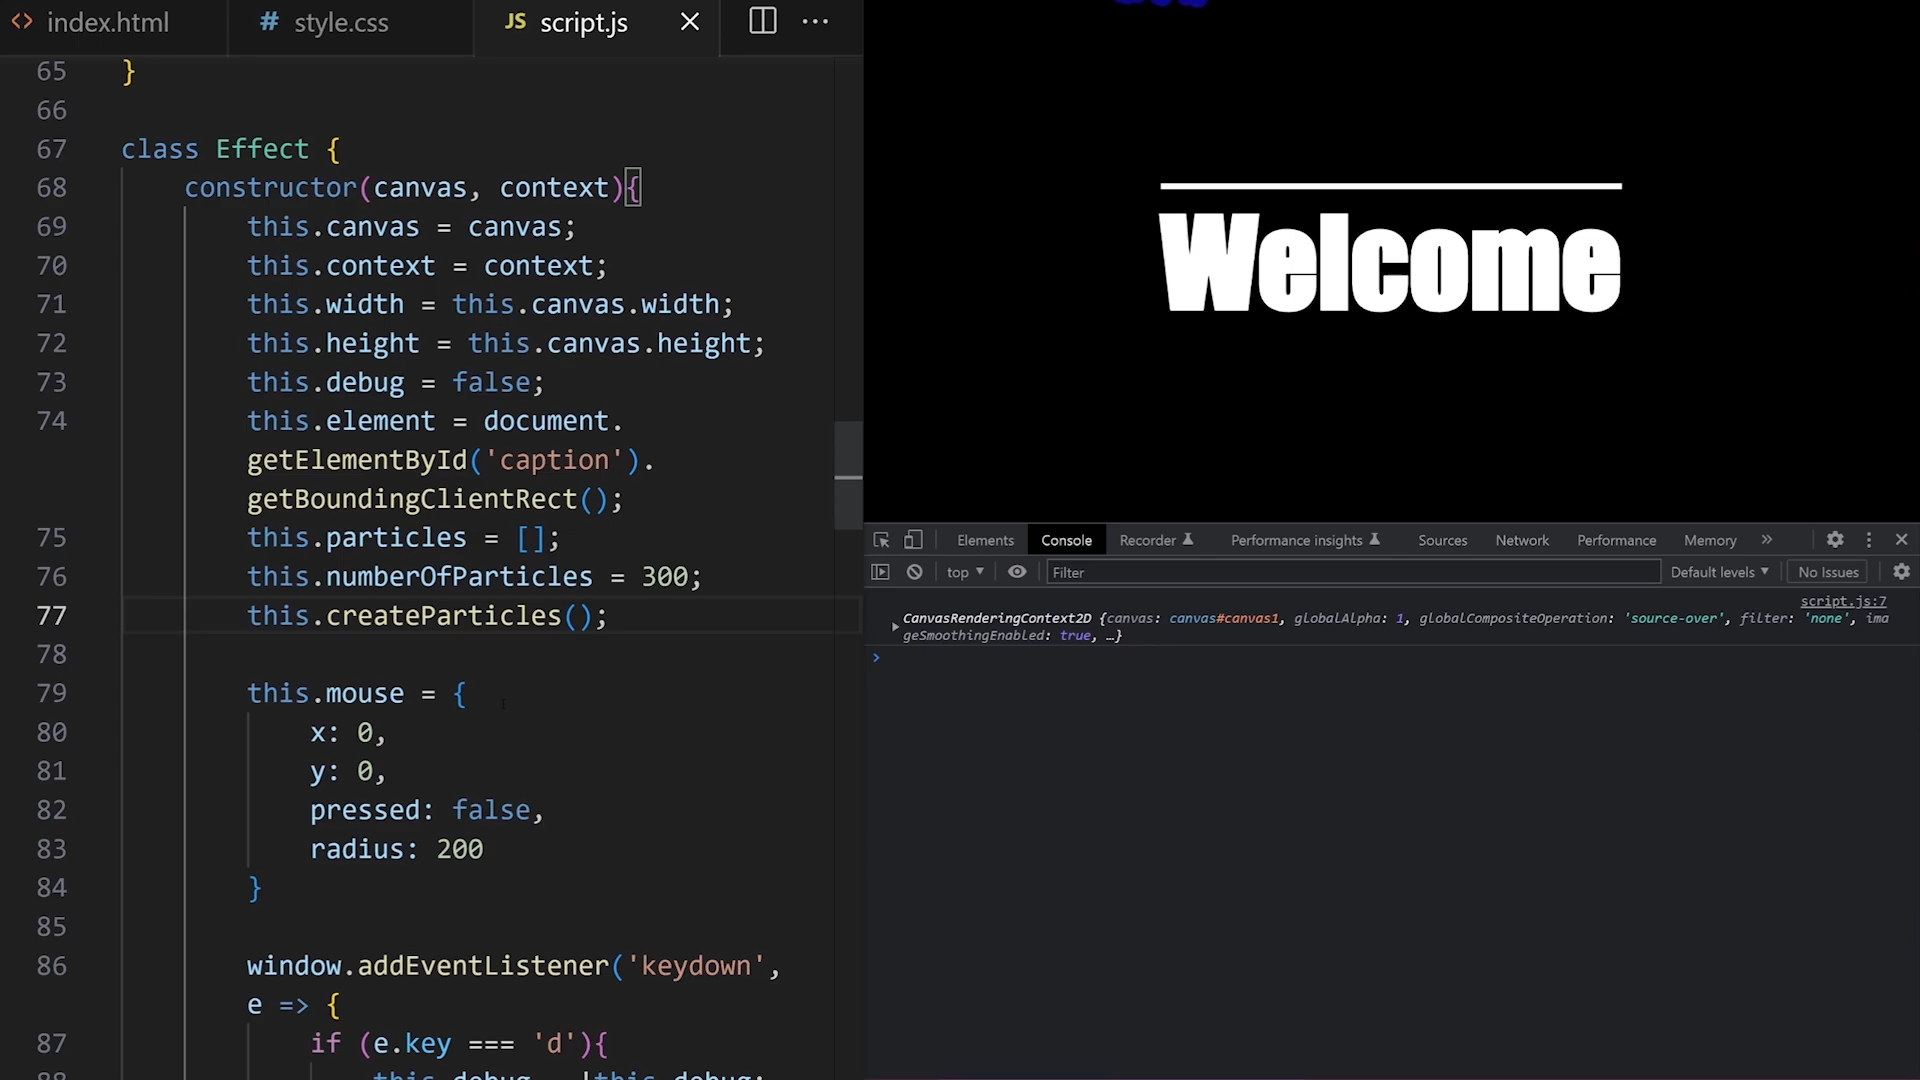 <> index.html # style.css JS script.js
65 }
66
67 class Effect {
68 constructor(canvas, context){
69 this.canvas = canvas;
70 this.context = context;
71 this.width = this.canvas.width;
72 this.height = this.canvas.height;
73 this.debug = false;
74 this.element = document.
getElementById('caption').
getBoundingClientRect();
75 this.particles = [];
76 this.numberOfParticles = 300;
77 this.createParticles();
78
79 this.mouse = {
80 x: 0,
81 y: 0,
82 pressed: false,
83 radius: 200
84 }
85
86 window.addEventListener('keydown',
e => {
87 if (e.key === 'd'){
88 this.debug = !this.debug;
Welcome
Elements Console Recorder Performance insights Sources Network Performance Memory »
top Filter Default levels No Issues
script.js:7
CanvasRenderingContext2D {canvas: canvas#canvas1, globalAlpha: 1, globalCompositeOperation: 'source-over', filter: 'none', ima
geSmoothingEnabled: true, …}